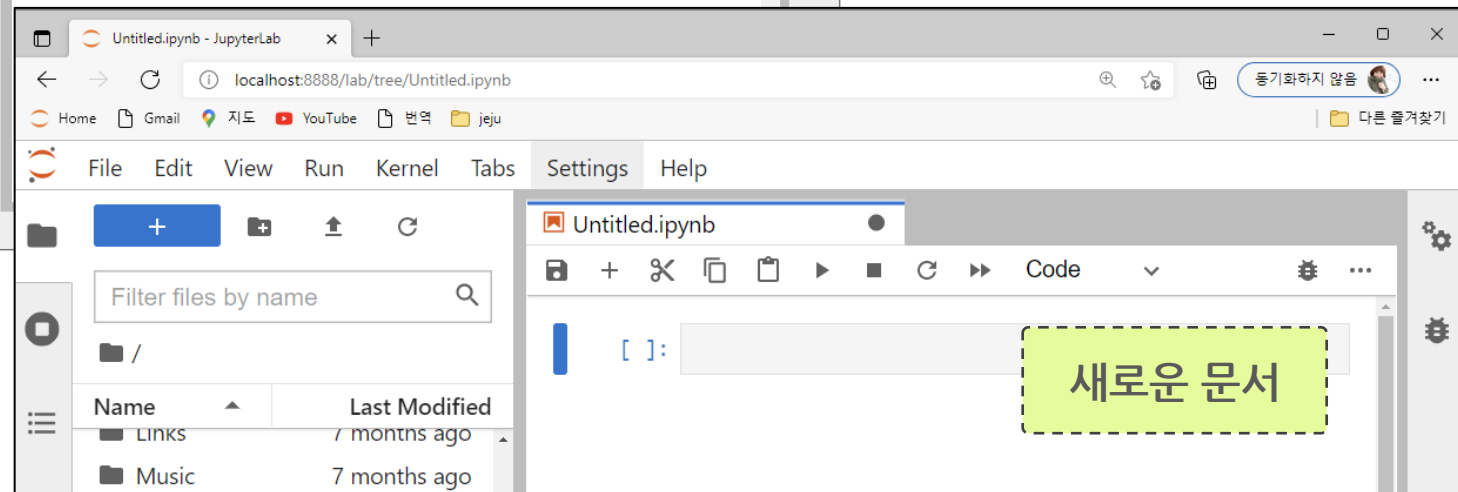 Untitled.ipynb - JupyterLab
localhost:8888/lab/tree/Untitled.ipynb
동기화하지 않음
Home Gmail 지도 YouTube 번역 jeju 다른 즐겨찾기
File Edit View Run Kernel Tabs Settings Help
Untitled.ipynb
Code
Filter files by name
/
[ ]:
새로운 문서
Name Last Modified
Links 7 months ago
Music 7 months ago